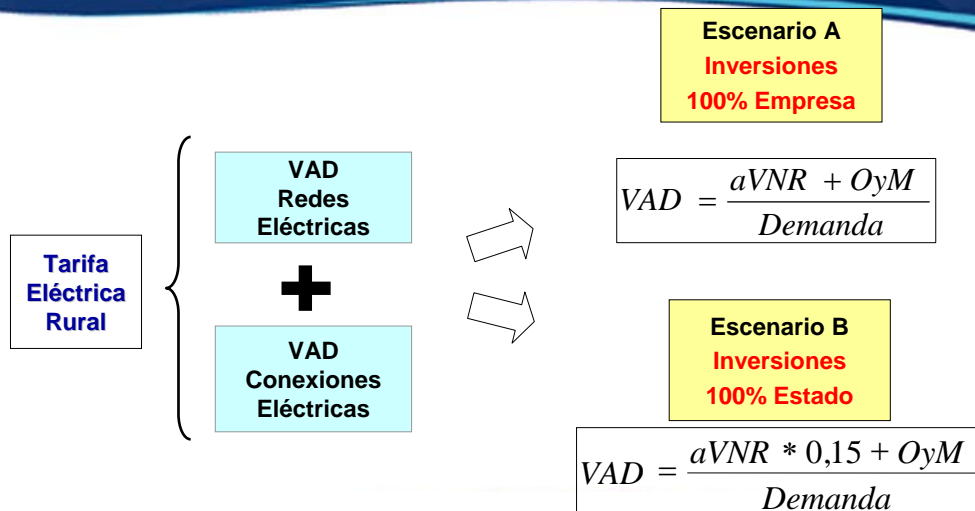 Tarifa
Eléctrica
Rural
VAD
Redes
Eléctricas
+
VAD
Conexiones
Eléctricas
Escenario A
Inversiones
100% Empresa
VAD = aVNR + OyM
Demanda
Escenario B
Inversiones
100% Estado
VAD = aVNR * 0,15 + OyM
Demanda